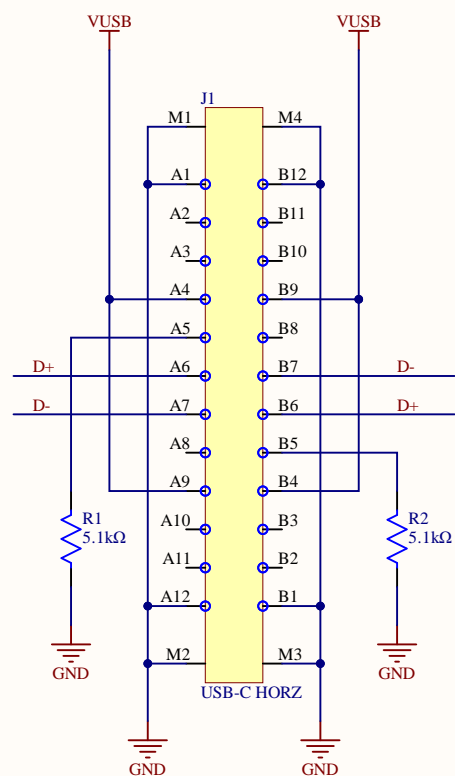 VUSB VUSB
J1
M1 M4
A1 B12
A2 B11
A3 B10
A4 B9
A5 B8
D+ A6 B7 D-
D- A7 B6 D+
A8 B5
A9 B4
R1 A10 B3 R2
5.1kΩ 5.1kΩ
A11 B2
A12 B1
M2 M3
GND GND
USB-C HORZ
GND GND